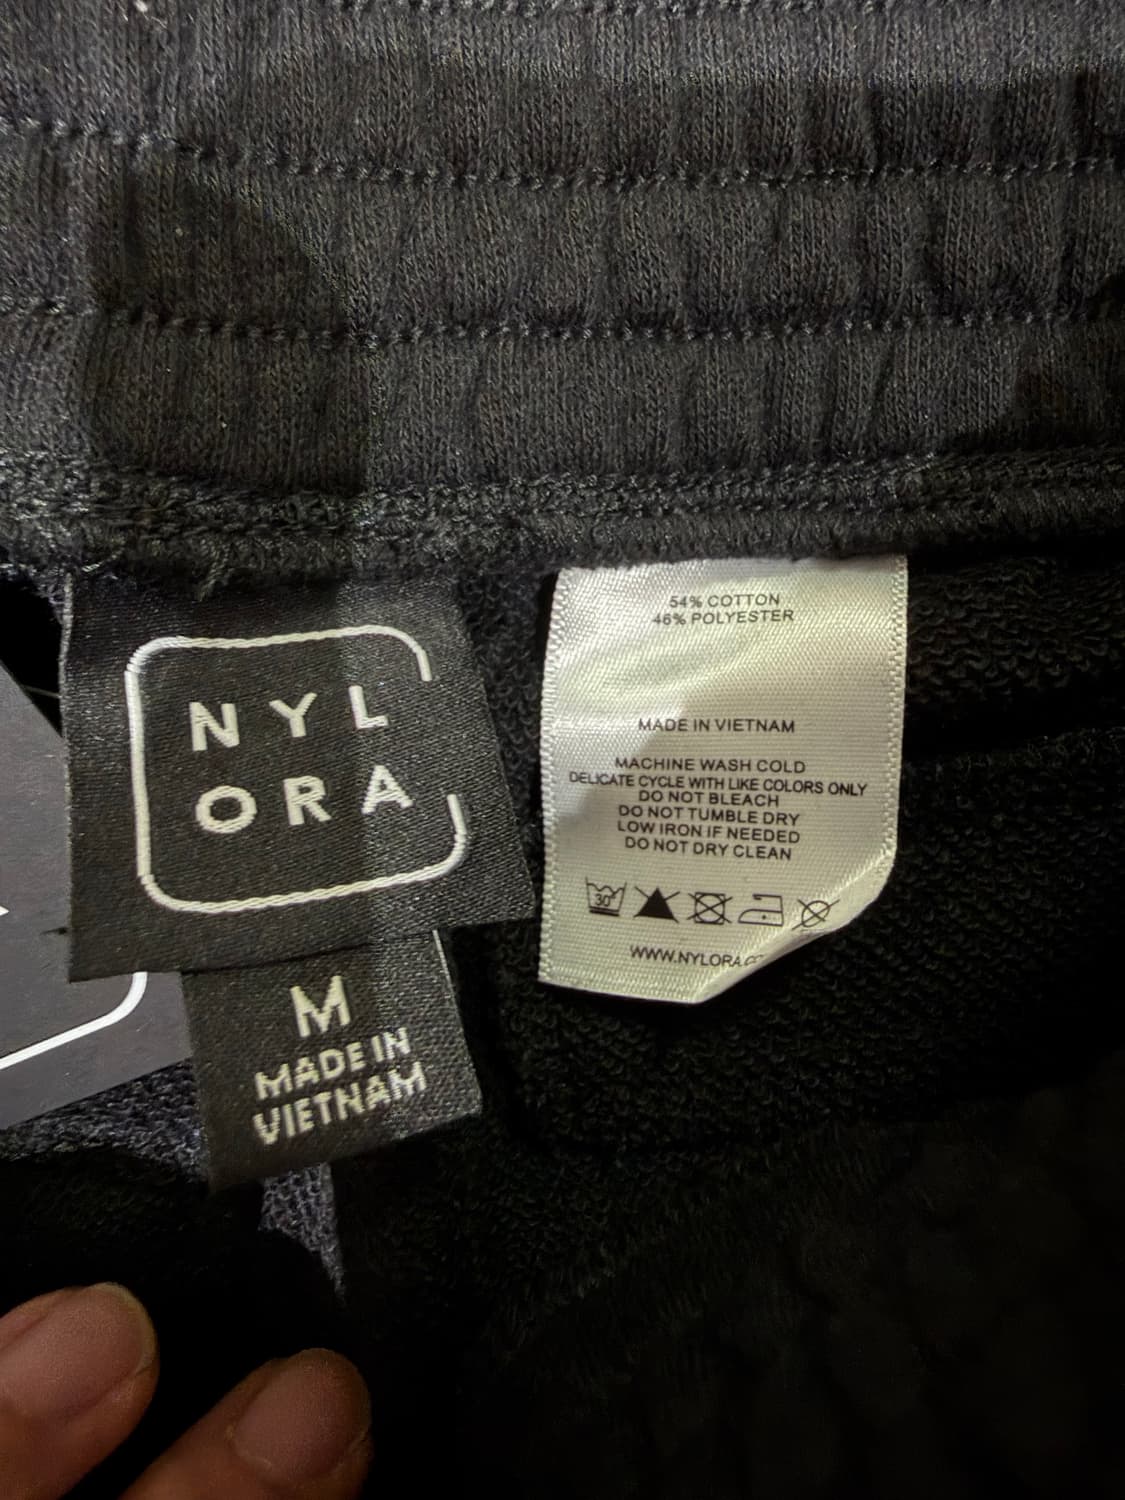 NYL
ORA
M
MADE IN
VIETNAM
54% COTTON
46% POLYESTER
MADE IN VIETNAM
MACHINE WASH COLD
DELICATE CYCLE WITH LIKE COLORS ONLY
DO NOT BLEACH
DO NOT TUMBLE DRY
LOW IRON IF NEEDED
DO NOT DRY CLEAN
30°